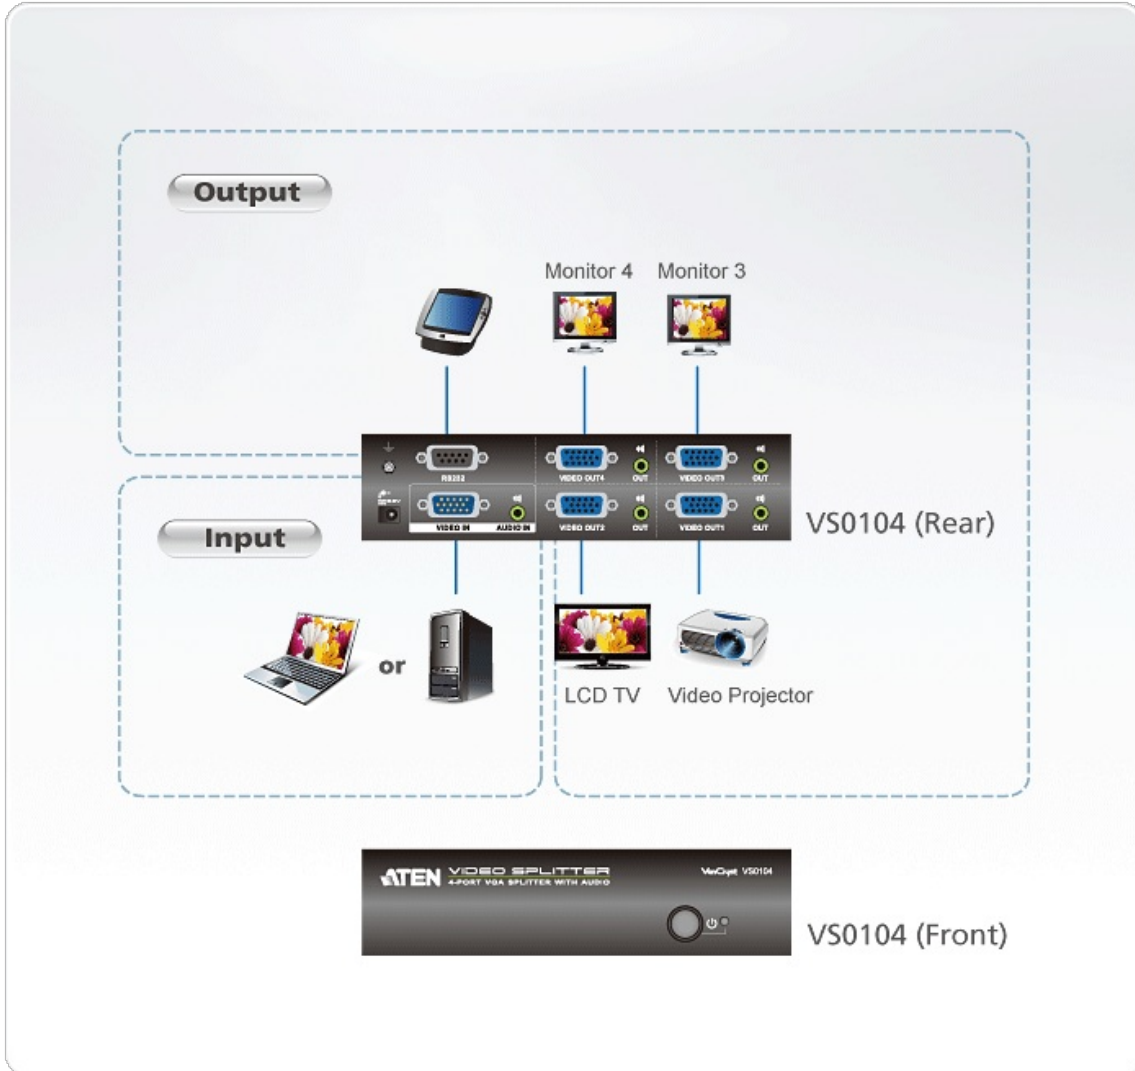 Output
Monitor 4 Monitor 3
RS232
VIDEO OUT4 OUT VIDEO OUT3 OUT
VIDEO IN AUDIO IN VIDEO OUT2 OUT VIDEO OUT1 OUT
VS0104 (Rear)
Input
or
LCD TV Video Projector
ATEN VIDEO SPLITTER
4-PORT VGA SPLITTER WITH AUDIO
VanCryst VS0104
VS0104 (Front)